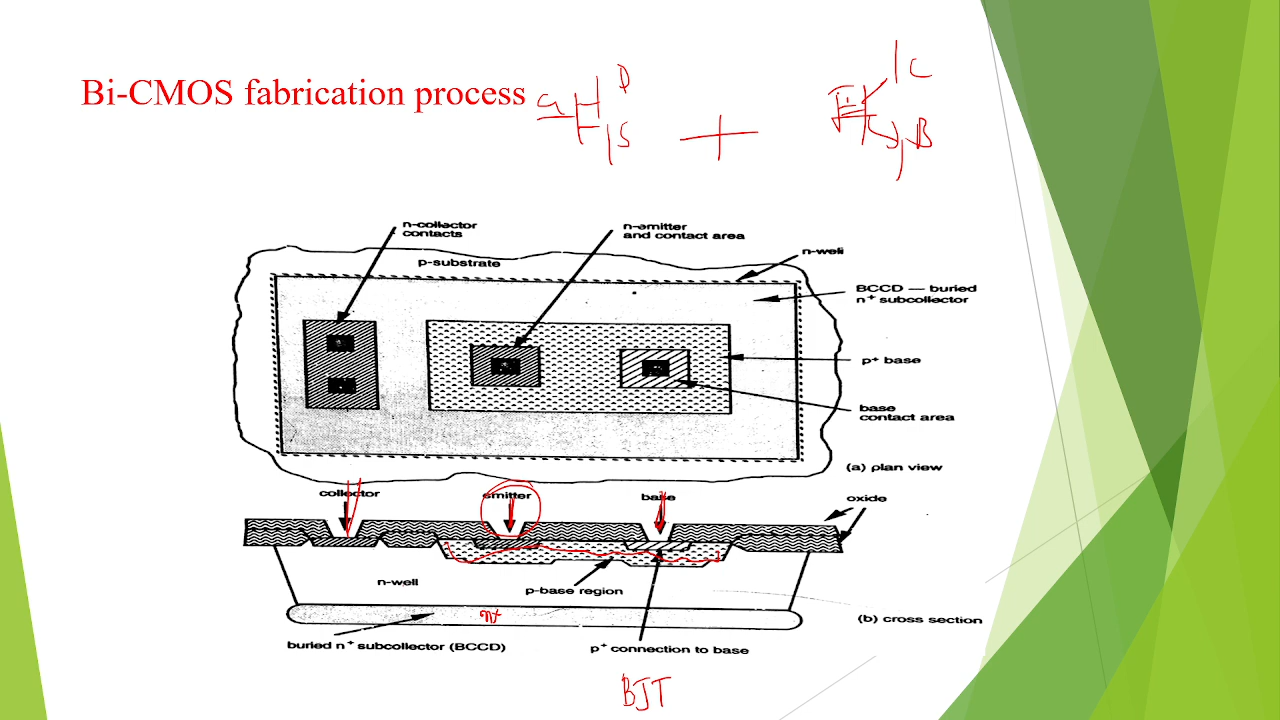 Bi-CMOS fabrication process
G
D
S
+
C
B
n-collector
contacts
n-emitter
and contact area
p-substrate
n-well
BCCD — buried
n+ subcollector
p+ base
base
contact area
(a) plan view
collector
emitter
base
oxide
n-well
p-base region
n+
(b) cross section
buried n+ subcollector (BCCD)
p+ connection to base
BJT